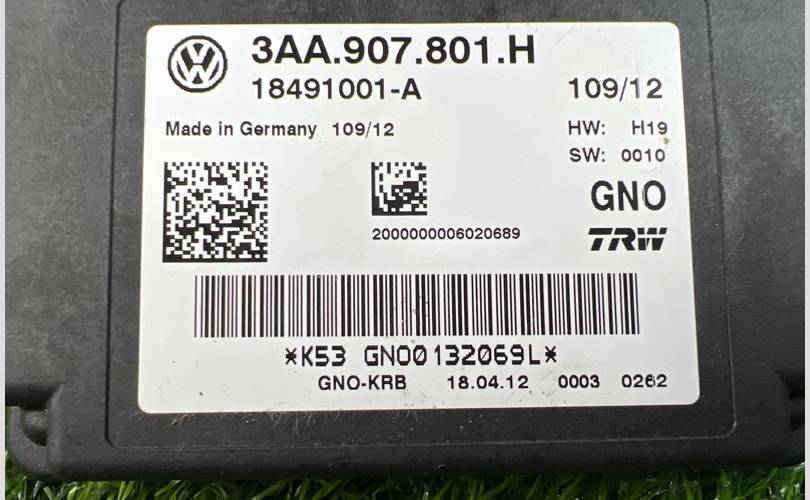 3AA.907.801.H
18491001-A 109/12
Made in Germany 109/12 HW: H19
SW: 0010
GNO
2000000006020689 TRW
*K53 GNO0132069L*
GNO-KRB 18.04.12 0003 0262